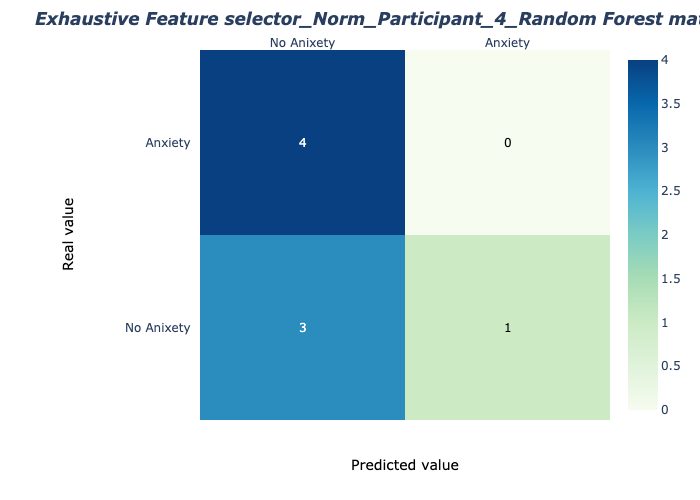 Exhaustive Feature selector_Norm_Participant_4_Random Forest mat
No Anixety Anxiety
4
Anxiety 4 0
3.5
3
2.5
Real value
2
1.5
No Anixety 3 1
1
0.5
0
Predicted value